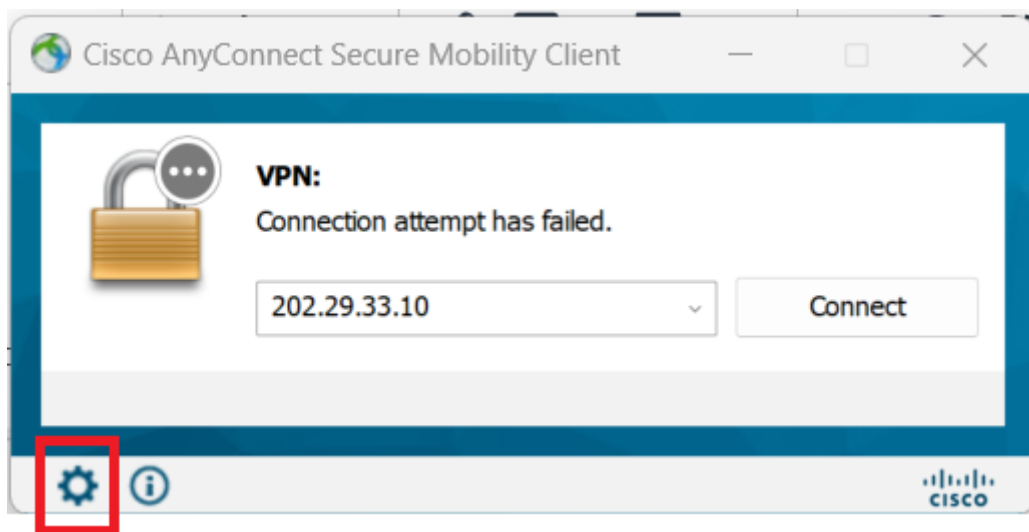 Cisco AnyConnect Secure Mobility Client
VPN:
Connection attempt has failed.
202.29.33.10
Connect
CISCO